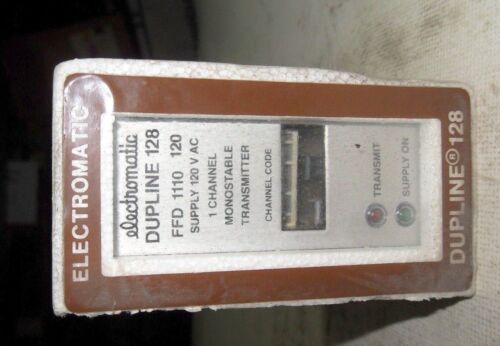 ELECTROMATIC
electromatic
DUPLINE 128
FFD 1110 120
SUPPLY 120 V AC
1 CHANNEL
MONOSTABLE
TRANSMITTER
CHANNEL CODE
TRANSMIT
SUPPLY ON
DUPLINE® 128